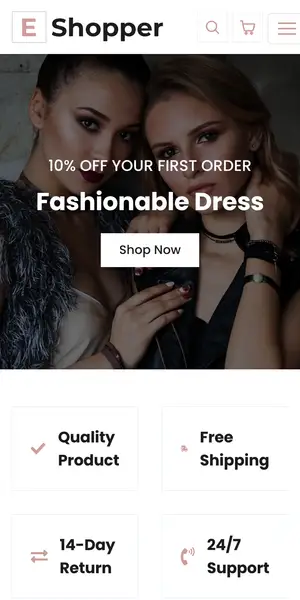 E Shopper
10% OFF YOUR FIRST ORDER
Fashionable Dress
Shop Now
Quality
Product
Free
Shipping
14-Day
Return
24/7
Support